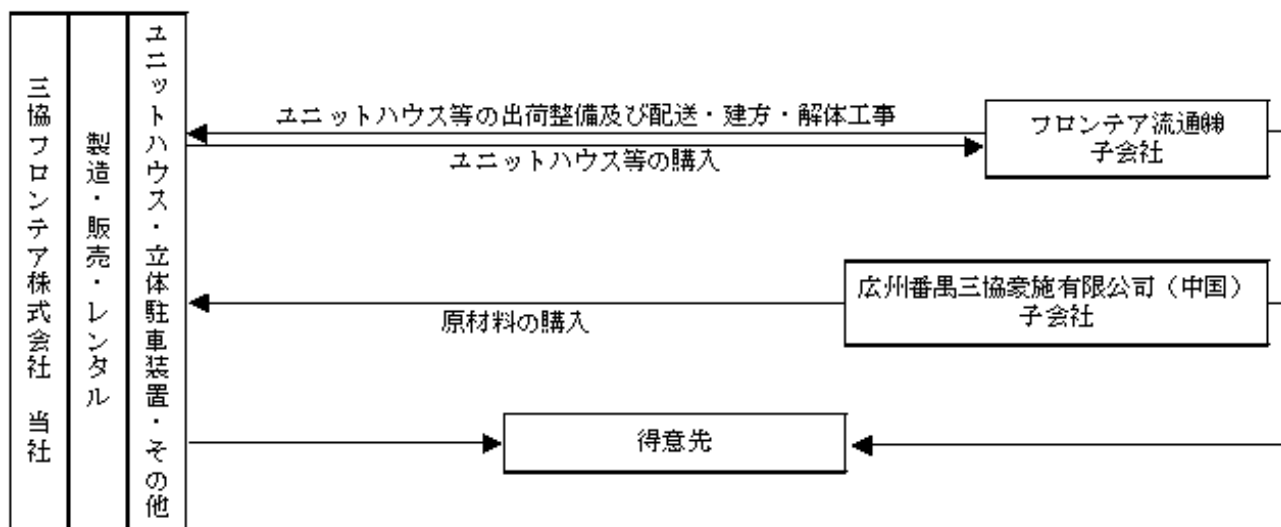 三協フロンテア株式会社 当社
製造・販売・レンタル
ユニットハウス・立体駐車装置・その他
ユニットハウス等の出荷整備及び配送・建方・解体工事
ユニットハウス等の購入
フロンテア流通㈱
子会社
広州番禺三協豪施有限公司（中国）
子会社
原材料の購入
得意先